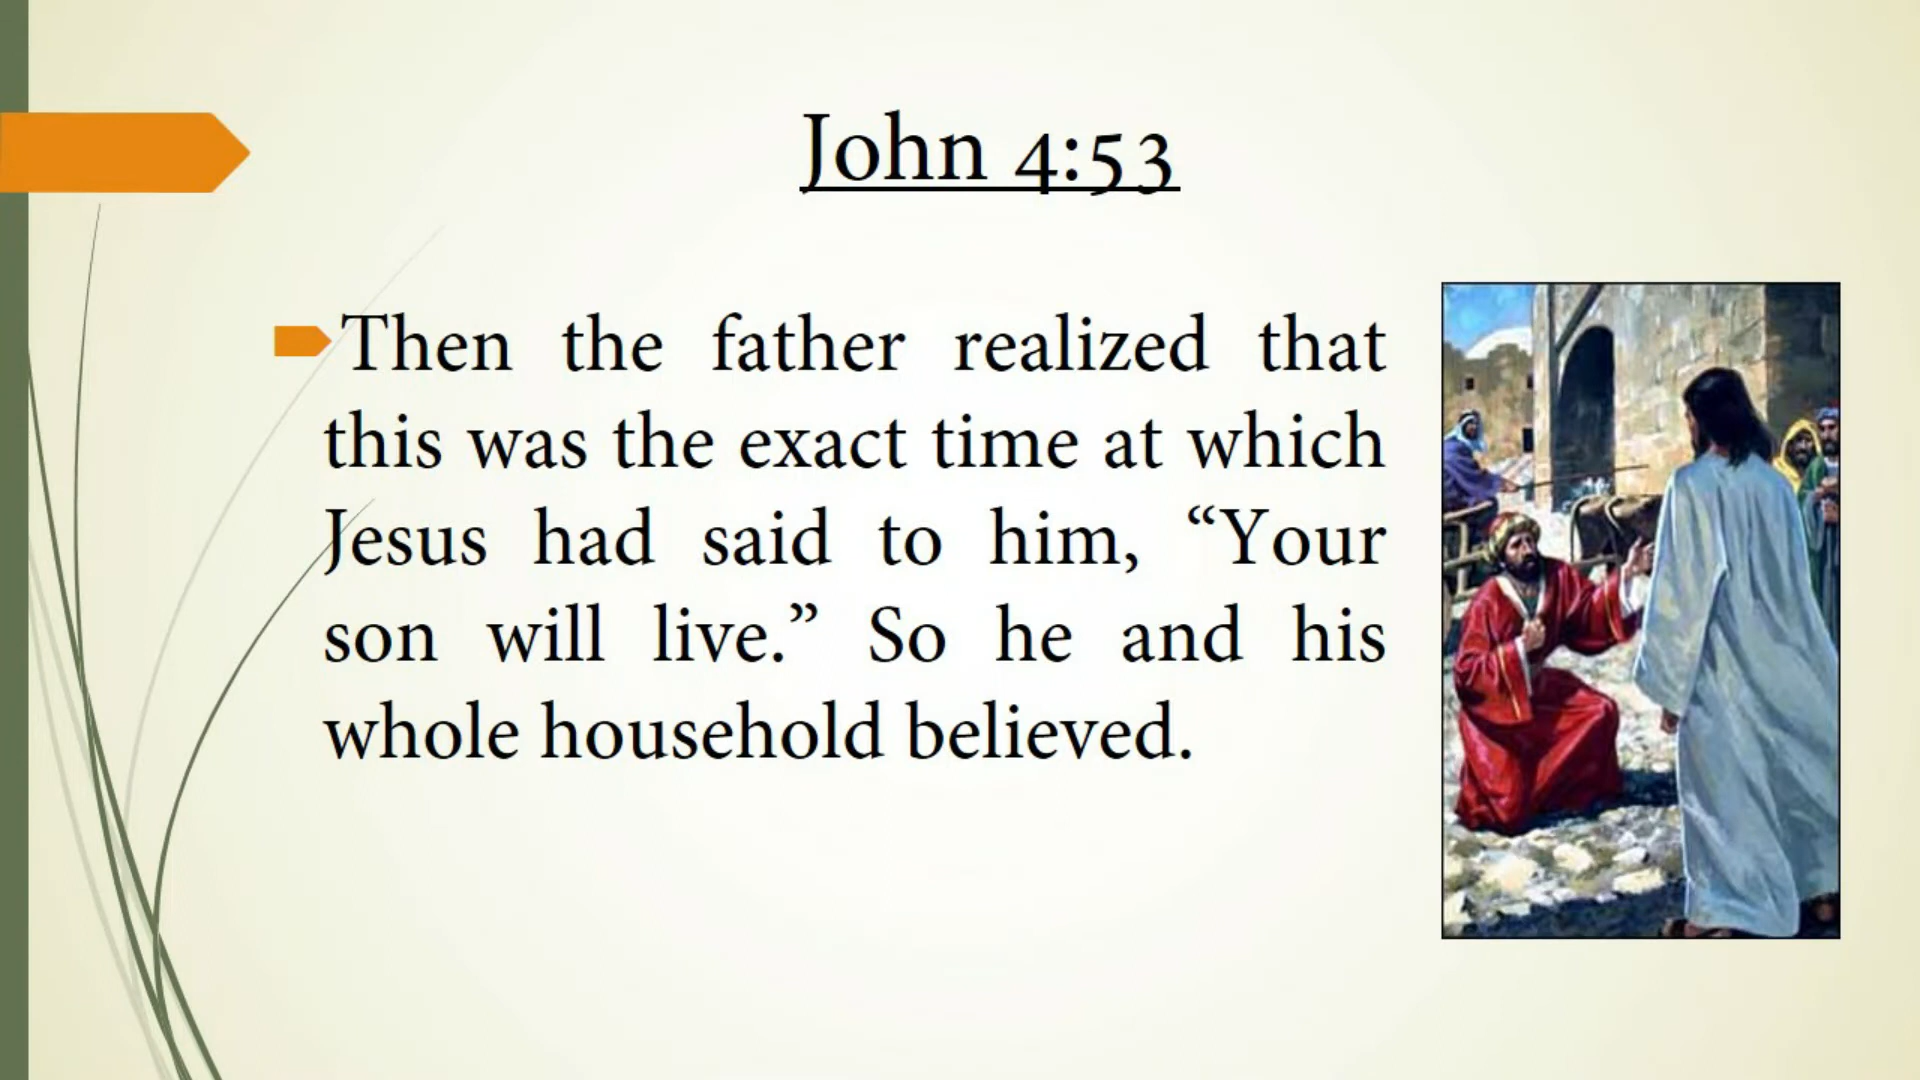 John 4:53
Then the father realized that
this was the exact time at which
Jesus had said to him, “Your
son will live.” So he and his
whole household believed.